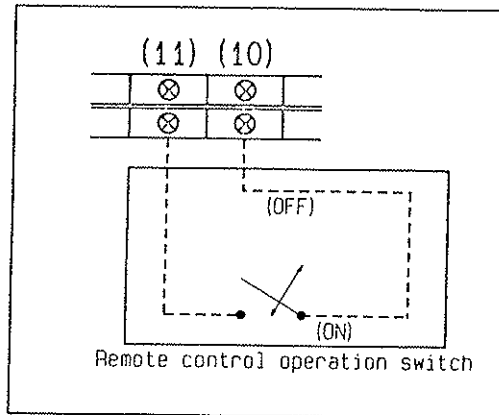 (11) (10)
(OFF)
(ON)
Remote control operation switch